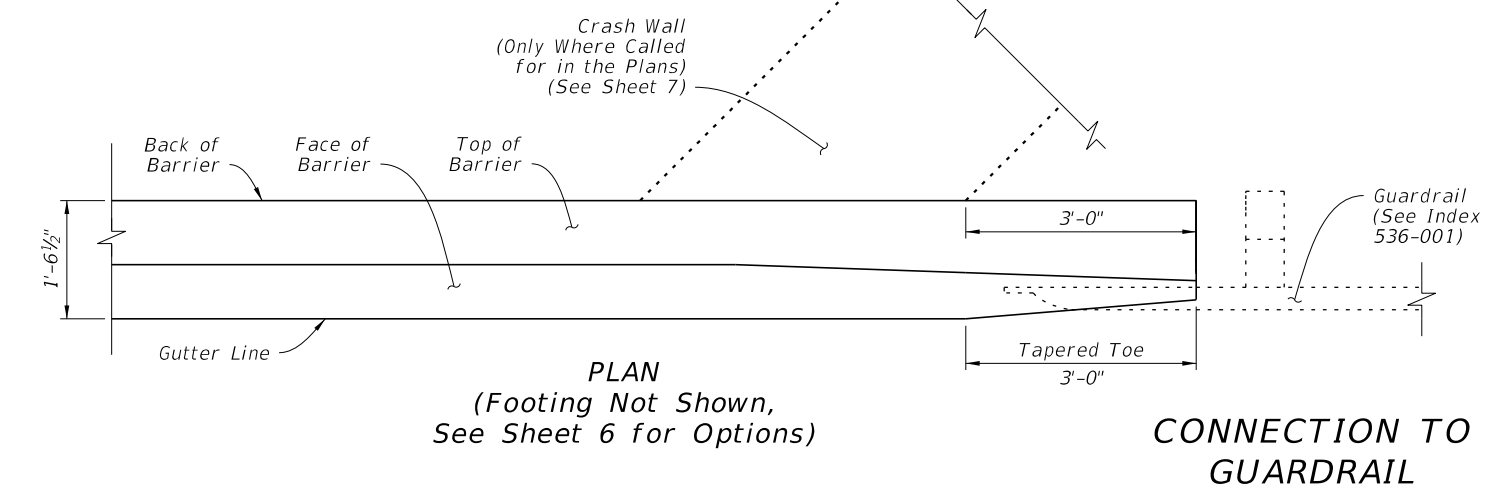 Crash Wall
(Only Where Called
for in the Plans)
(See Sheet 7)
Back of
Barrier
Face of
Barrier
Top of
Barrier
Guardrail
(See Index
536-001)
3'-0"
1'-6½"
Gutter Line
Tapered Toe
3'-0"
PLAN
(Footing Not Shown,
See Sheet 6 for Options)
CONNECTION TO
GUARDRAIL